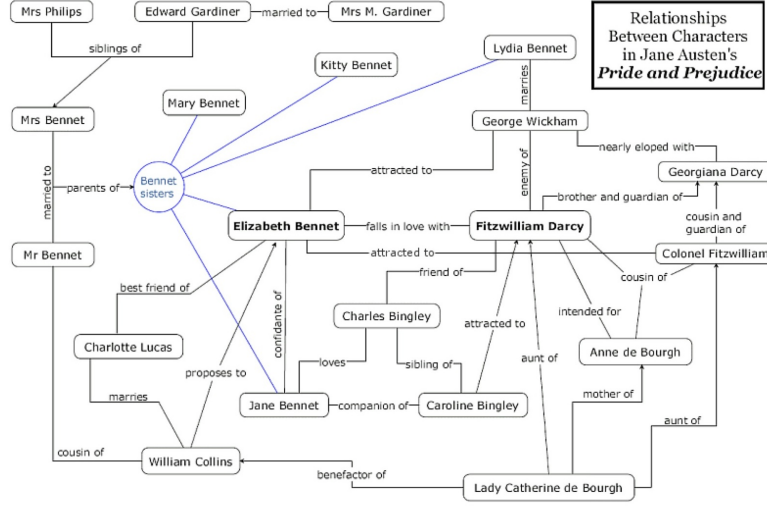 Mrs Philips
Edward Gardiner
married to
Mrs M. Gardiner
Relationships
Between Characters
in Jane Austen's
Pride and Prejudice
siblings of
Lydia Bennet
Kitty Bennet
marries
Mary Bennet
Mrs Bennet
George Wickham
nearly eloped with
enemy of
attracted to
Georgiana Darcy
married to
parents of
Bennet
sisters
brother and guardian of
Elizabeth Bennet
falls in love with
Fitzwilliam Darcy
cousin and
guardian of
Mr Bennet
attracted to
Colonel Fitzwilliam
friend of
cousin of
best friend of
confidante of
Charles Bingley
intended for
attracted to
Charlotte Lucas
Anne de Bourgh
aunt of
loves
sibling of
proposes to
marries
Jane Bennet
companion of
Caroline Bingley
mother of
aunt of
cousin of
William Collins
benefactor of
Lady Catherine de Bourgh